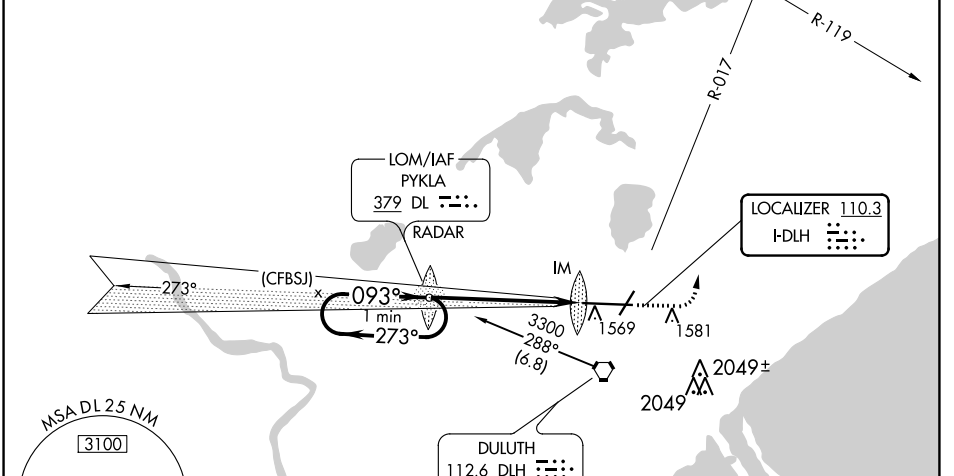 R-119
R-017
LOM/IAF
PYKLA
379 DL
RADAR
LOCALIZER 110.3
I-DLH
(CFBSJ)
IM
273°
x
093°
1 min
273°
1569
1581
3300
288°
(6.8)
2049±
2049
MSA DL 25 NM
3100
DULUTH
112.6 DLH